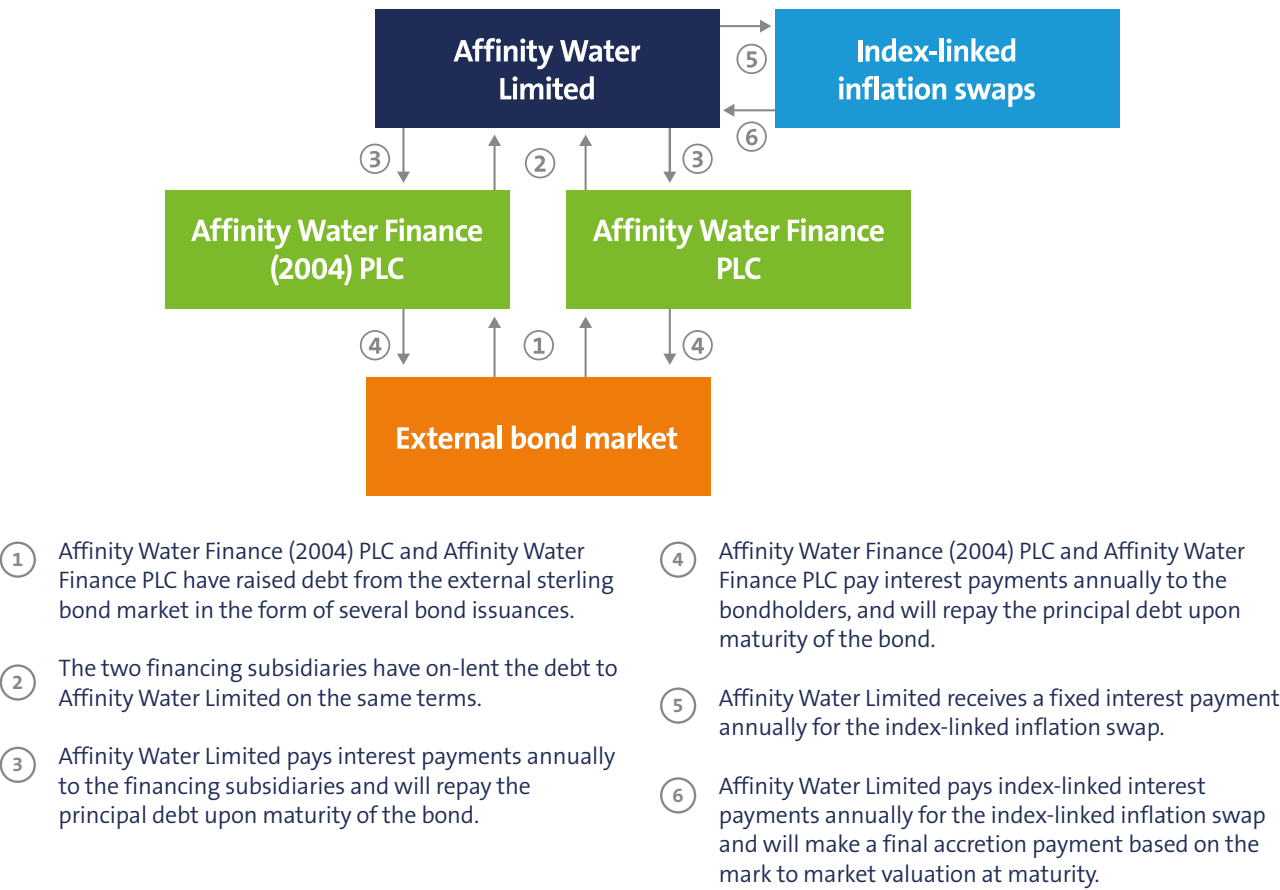 Affinity Water
Limited
Index-linked
inflation swaps
5
6
3
2
3
Affinity Water Finance
(2004) PLC
Affinity Water Finance
PLC
4
1
4
External bond market
1
Affinity Water Finance (2004) PLC and Affinity Water
Finance PLC have raised debt from the external sterling
bond market in the form of several bond issuances.
2
The two financing subsidiaries have on-lent the debt to
Affinity Water Limited on the same terms.
3
Affinity Water Limited pays interest payments annually
to the financing subsidiaries and will repay the
principal debt upon maturity of the bond.
4
Affinity Water Finance (2004) PLC and Affinity Water
Finance PLC pay interest payments annually to the
bondholders, and will repay the principal debt upon
maturity of the bond.
5
Affinity Water Limited receives a fixed interest payment
annually for the index-linked inflation swap.
6
Affinity Water Limited pays index-linked interest
payments annually for the index-linked inflation swap
and will make a final accretion payment based on the
mark to market valuation at maturity.